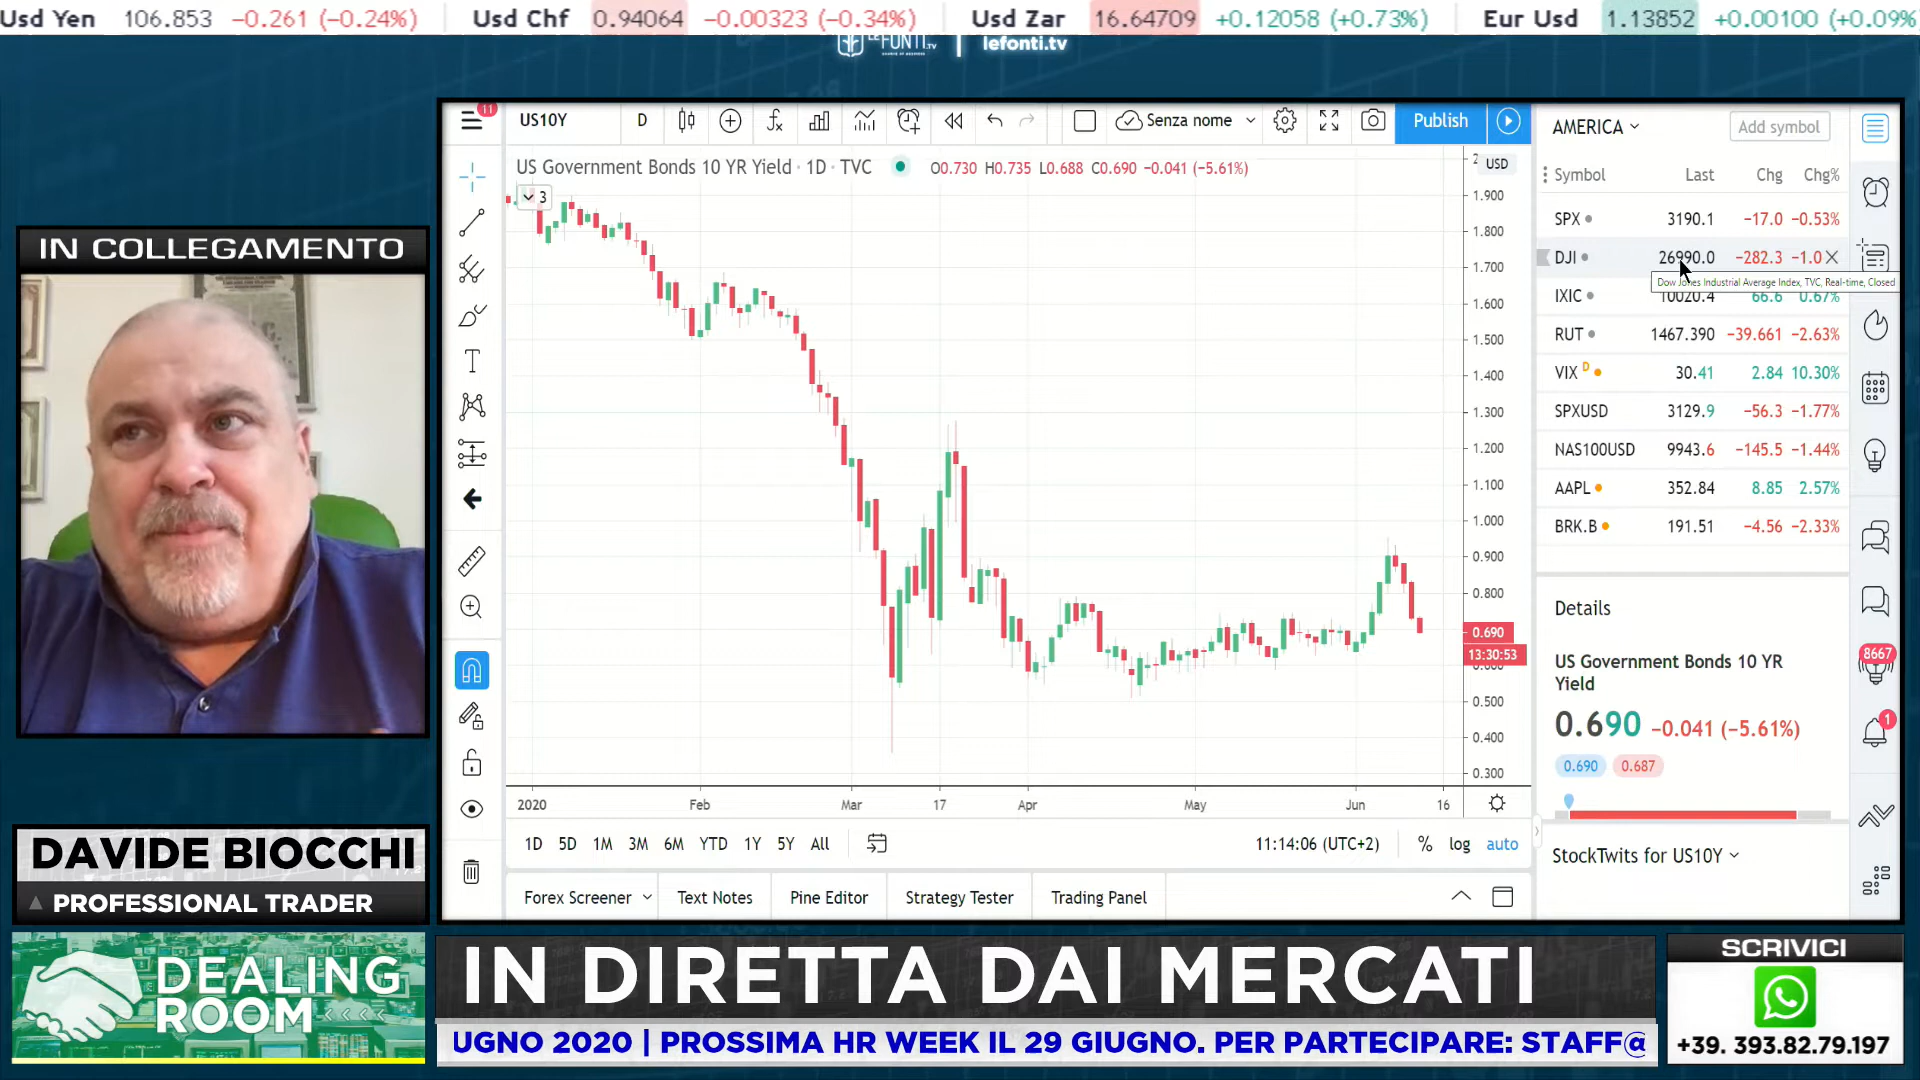 Usd Yen 106.853 −0.261 (−0.24%) Usd Chf 0.94064 −0.00323 (−0.34%) Usd Zar 16.64709 +0.12058 (+0.73%) Eur Usd 1.13852 +0.00100 (+0.09%
LEFONTI.TV | lefonti.tv
11 US10Y D Senza nome Publish
US Government Bonds 10 YR Yield · 1D · TVC O0.730 H0.735 L0.688 C0.690 −0.041 (−5.61%)
3
USD
1.900
1.800
1.700
1.600
1.500
1.400
1.300
1.200
1.100
1.000
0.900
0.800
0.690
13:30:53
0.500
0.400
0.300
2020 Feb Mar 17 Apr May Jun 16
1D 5D 1M 3M 6M YTD 1Y 5Y All 11:14:06 (UTC+2) % log auto
Forex Screener Text Notes Pine Editor Strategy Tester Trading Panel
AMERICA Add symbol
Symbol Last Chg Chg%
SPX 3190.1 −17.0 −0.53%
DJI 26990.0 −282.3 −1.0
Dow Jones Industrial Average Index, TVC, Real-time, Closed
IXIC 10020.4 66.6 0.67%
RUT 1467.390 −39.661 −2.63%
VIX D 30.41 2.84 10.30%
SPXUSD 3129.9 −56.3 −1.77%
NAS100USD 9943.6 −145.5 −1.44%
AAPL 352.84 8.85 2.57%
BRK.B 191.51 −4.56 −2.33%
Details
US Government Bonds 10 YR
Yield
0.690 −0.041 (−5.61%)
0.690 0.687
StockTwits for US10Y
8667
1
IN COLLEGAMENTO
DAVIDE BIOCCHI
PROFESSIONAL TRADER
DEALING
ROOM
IN DIRETTA DAI MERCATI
UGNO 2020 | PROSSIMA HR WEEK IL 29 GIUGNO. PER PARTECIPARE: STAFF@
SCRIVICI
+39. 393.82.79.197